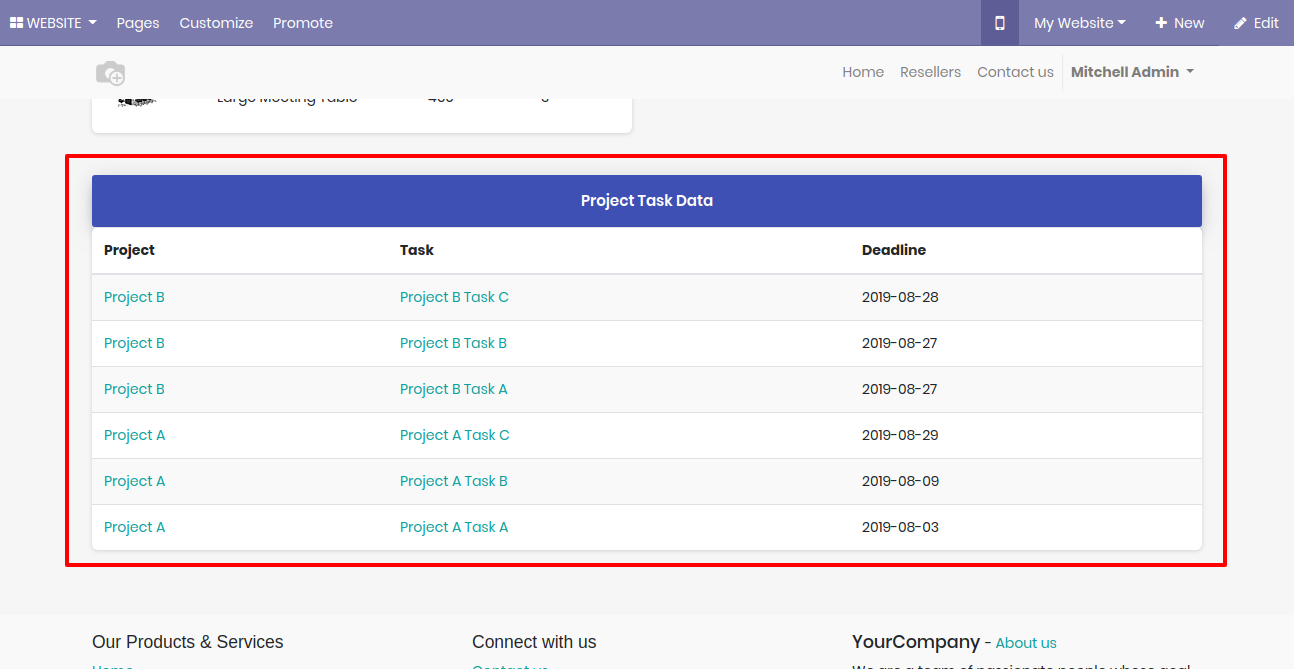 WEBSITE Pages Customize Promote My Website New Edit
Home Resellers Contact us Mitchell Admin
Large Meeting Table
Project Task Data
Project Task Deadline
Project B Project B Task C 2019-08-28
Project B Project B Task B 2019-08-27
Project B Project B Task A 2019-08-27
Project A Project A Task C 2019-08-29
Project A Project A Task B 2019-08-09
Project A Project A Task A 2019-08-03
Our Products & Services Connect with us YourCompany - About us
Home Contact us We are a team of passionate people whose goal